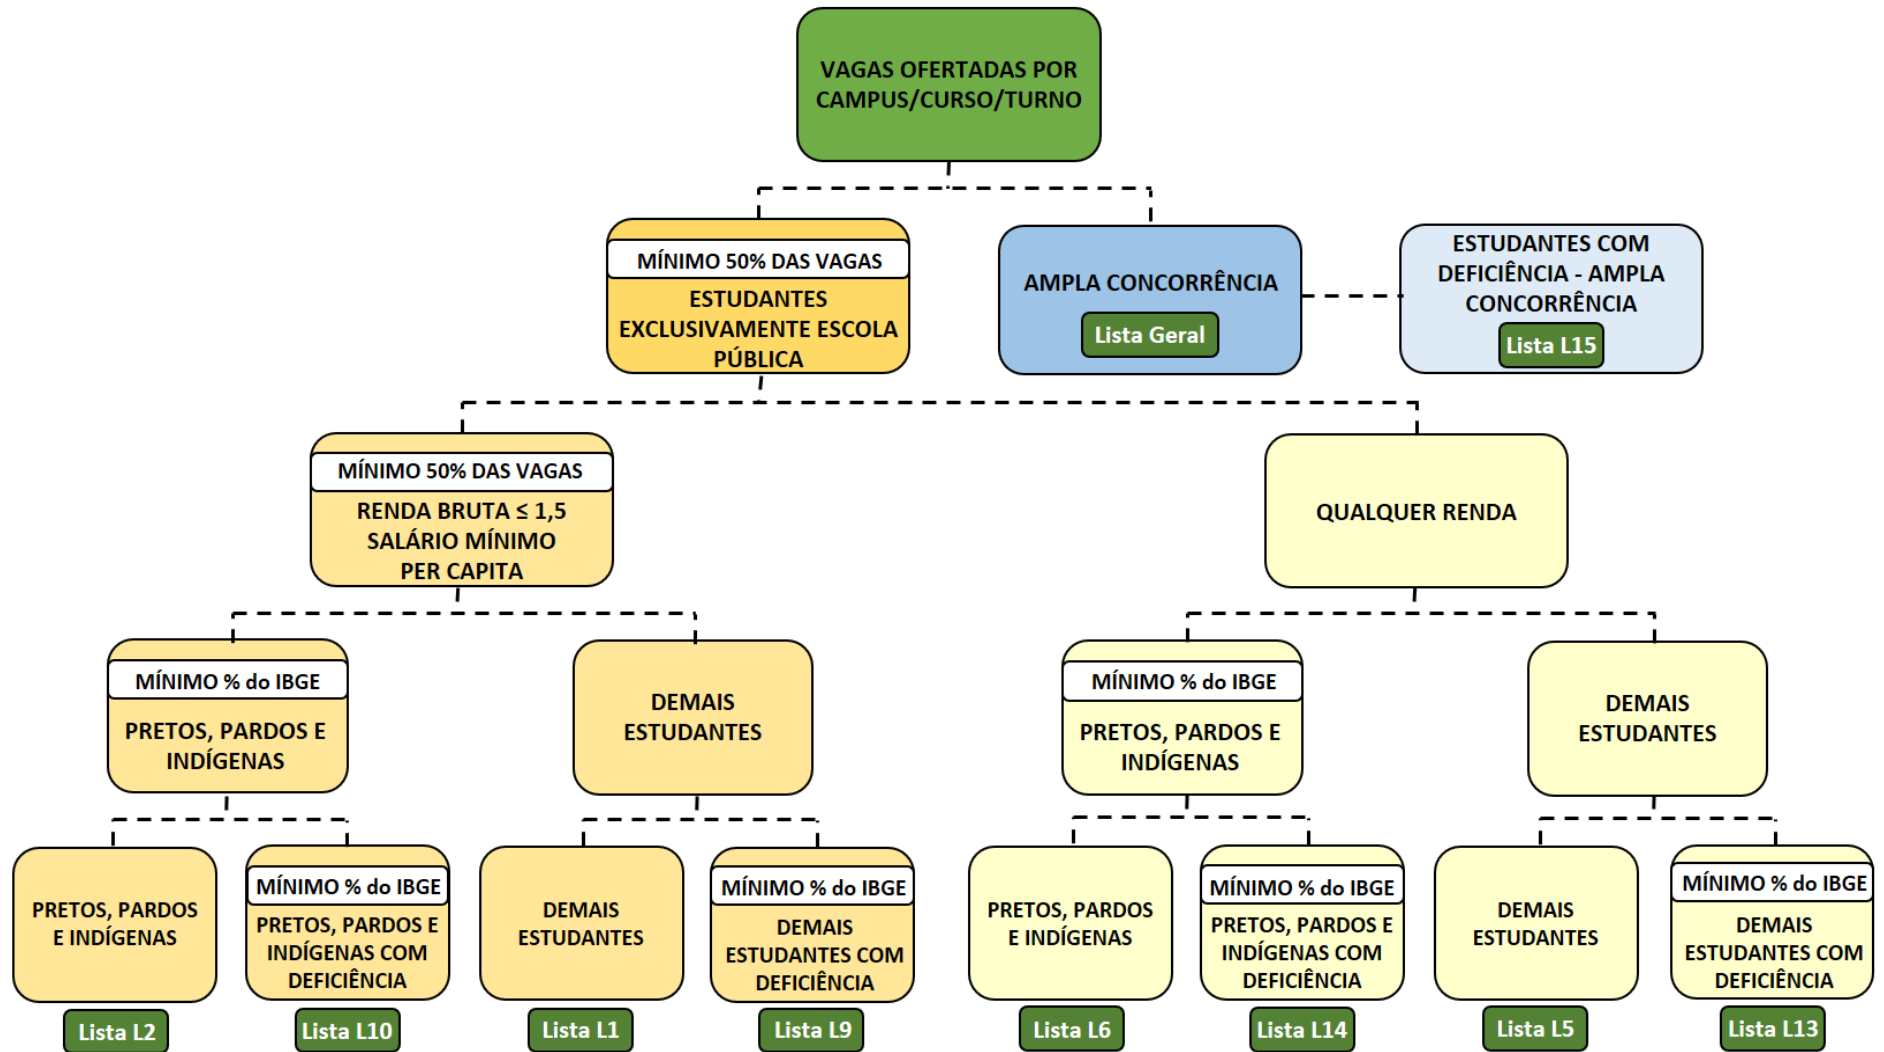 VAGAS OFERTADAS POR
CAMPUS/CURSO/TURNO
MÍNIMO 50% DAS VAGAS
ESTUDANTES
EXCLUSIVAMENTE ESCOLA
PÚBLICA
AMPLA CONCORRÊNCIA
Lista Geral
ESTUDANTES COM
DEFICIÊNCIA - AMPLA
CONCORRÊNCIA
Lista L15
MÍNIMO 50% DAS VAGAS
RENDA BRUTA ≤ 1,5
SALÁRIO MÍNIMO
PER CAPITA
QUALQUER RENDA
MÍNIMO % do IBGE
PRETOS, PARDOS E
INDÍGENAS
DEMAIS
ESTUDANTES
MÍNIMO % do IBGE
PRETOS, PARDOS E
INDÍGENAS
DEMAIS
ESTUDANTES
PRETOS, PARDOS
E INDÍGENAS
Lista L2
MÍNIMO % do IBGE
PRETOS, PARDOS E
INDÍGENAS COM
DEFICIÊNCIA
Lista L10
DEMAIS
ESTUDANTES
Lista L1
MÍNIMO % do IBGE
DEMAIS
ESTUDANTES COM
DEFICIÊNCIA
Lista L9
PRETOS, PARDOS
E INDÍGENAS
Lista L6
MÍNIMO % do IBGE
PRETOS, PARDOS E
INDÍGENAS COM
DEFICIÊNCIA
Lista L14
DEMAIS
ESTUDANTES
Lista L5
MÍNIMO % do IBGE
DEMAIS
ESTUDANTES COM
DEFICIÊNCIA
Lista L13